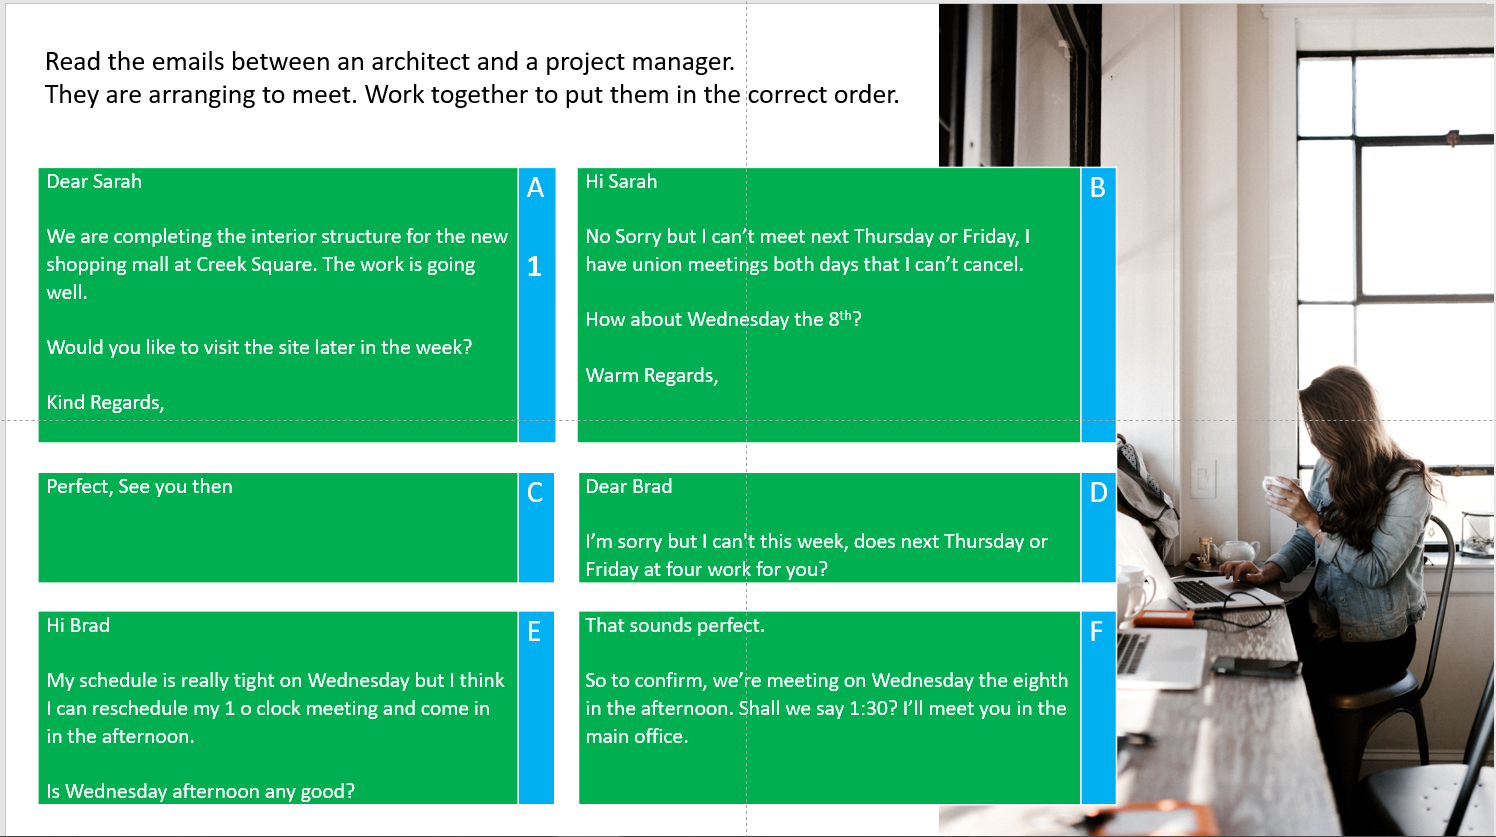 Read the emails between an architect and a project manager.
They are arranging to meet. Work together to put them in the correct order.
Dear Sarah
We are completing the interior structure for the new
shopping mall at Creek Square. The work is going
well.
Would you like to visit the site later in the week?
Kind Regards,
A
1
Hi Sarah
No Sorry but I can’t meet next Thursday or Friday, I
have union meetings both days that I can’t cancel.
How about Wednesday the 8th?
Warm Regards,
B
Perfect, See you then
C
Dear Brad
I’m sorry but I can't this week, does next Thursday or
Friday at four work for you?
D
Hi Brad
My schedule is really tight on Wednesday but I think
I can reschedule my 1 o clock meeting and come in
in the afternoon.
Is Wednesday afternoon any good?
E
That sounds perfect.
So to confirm, we’re meeting on Wednesday the eighth
in the afternoon. Shall we say 1:30? I’ll meet you in the
main office.
F